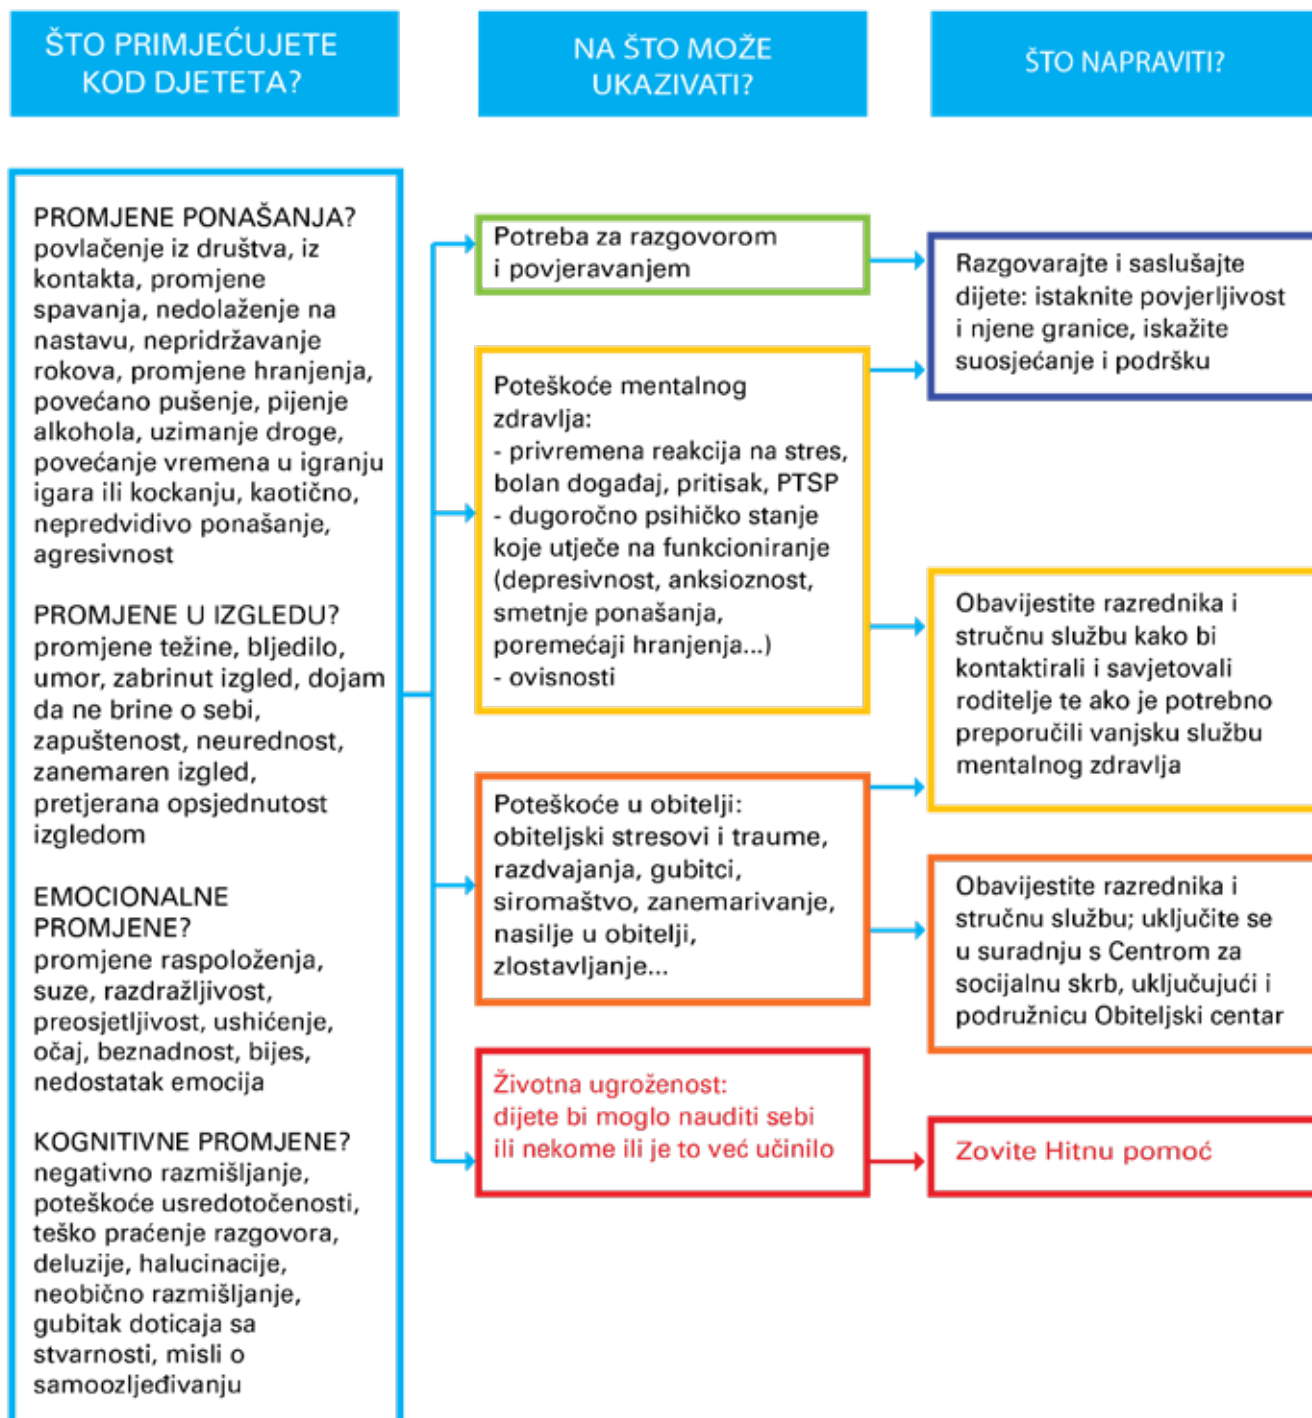 ŠTO PRIMJEĆUJETE
KOD DJETETA?
NA ŠTO MOŽE
UKAZIVATI?
ŠTO NAPRAVITI?
PROMJENE PONAŠANJA?
povlačenje iz društva, iz
kontakta, promjene
spavanja, nedolaženje na
nastavu, nepridržavanje
rokova, promjene hranjenja,
povećano pušenje, pijenje
alkohola, uzimanje droge,
povećanje vremena u igranju
igara ili kockanju, kaotično,
nepredvidivo ponašanje,
agresivnost
PROMJENE U IZGLEDU?
promjene težine, bljedilo,
umor, zabrinut izgled, dojam
da ne brine o sebi,
zapuštenost, neurednost,
zanemaren izgled,
pretjerana opsjednutost
izgledom
EMOCIONALNE
PROMJENE?
promjene raspoloženja,
suze, razdražljivost,
preosjetljivost, ushićenje,
očaj, beznadnost, bijes,
nedostatak emocija
KOGNITIVNE PROMJENE?
negativno razmišljanje,
poteškoće usredotočenosti,
teško praćenje razgovora,
deluzije, halucinacije,
neobično razmišljanje,
gubitak doticaja sa
stvarnosti, misli o
samoozljeđivanju
Potreba za razgovorom
i povjeravanjem
Poteškoće mentalnog
zdravlja:
- privremena reakcija na stres,
bolan događaj, pritisak, PTSP
- dugoročno psihičko stanje
koje utječe na funkcioniranje
(depresivnost, anksioznost,
smetnje ponašanja,
poremećaji hranjenja...)
- ovisnosti
Poteškoće u obitelji:
obiteljski stresovi i traume,
razdvajanja, gubitci,
siromaštvo, zanemarivanje,
nasilje u obitelji,
zlostavljanje...
Životna ugroženost:
dijete bi moglo nauditi sebi
ili nekome ili je to već učinilo
Razgovarajte i saslušajte
dijete: istaknite povjerljivost
i njene granice, iskažite
suosjećanje i podršku
Obavijestite razrednika i
stručnu službu kako bi
kontaktirali i savjetovali
roditelje te ako je potrebno
preporučili vanjsku službu
mentalnog zdravlja
Obavijestite razrednika i
stručnu službu; uključite se
u suradnju s Centrom za
socijalnu skrb, uključujući i
podružnicu Obiteljski centar
Zovite Hitnu pomoć